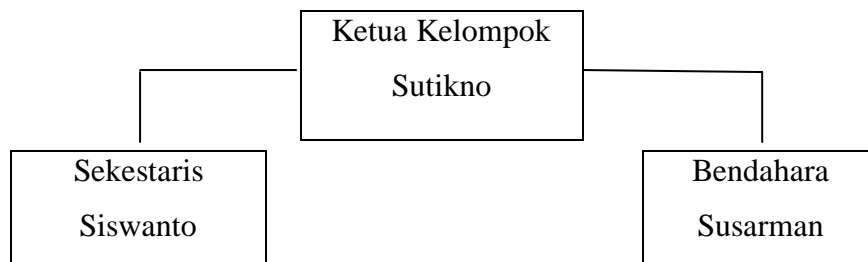 Ketua Kelompok
Sutikno
Sekestaris
Siswanto
Bendahara
Susarman